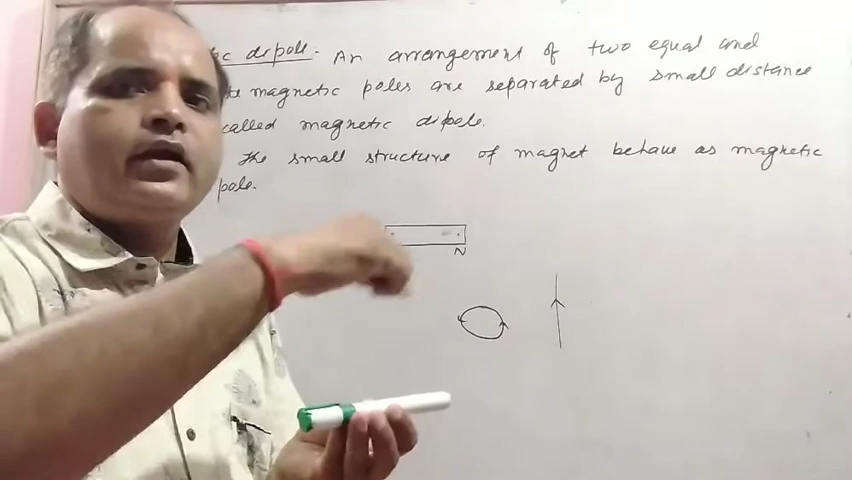 dipole. An arrangement of two equal and
magnetic poles are separated by small distance
called magnetic dipole.
The small structure of magnet behave as magnetic
pole.
N